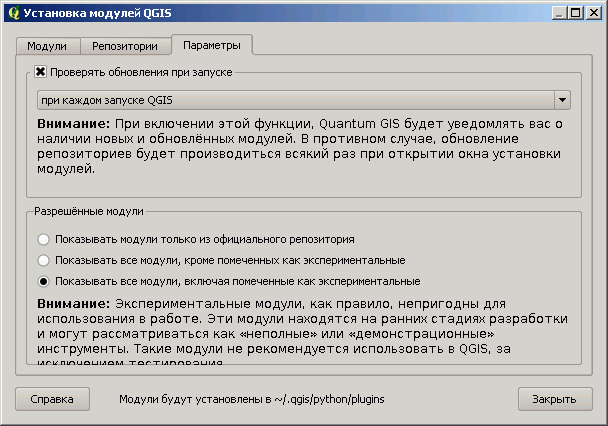 Установка модулей QGIS
Модули
Репозитории
Параметры
Проверять обновления при запуске
при каждом запуске QGIS
Внимание: При включении этой функции, Quantum GIS будет уведомлять вас о
наличии новых и обновлённых модулей. В противном случае, обновление
репозиториев будет производиться всякий раз при открытии окна установки
модулей.
Разрешённые модули
Показывать модули только из официального репозитория
Показывать все модули, кроме помеченных как экспериментальные
Показывать все модули, включая помеченные как экспериментальные
Внимание: Экспериментальные модули, как правило, непригодны для
использования в работе. Эти модули находятся на ранних стадиях разработки
и могут рассматриваться как «неполные» или «демонстрационные»
инструменты. Такие модули не рекомендуется использовать в QGIS, за
исключением тестирования.
Справка
Модули будут установлены в ~/.qgis/python/plugins
Закрыть